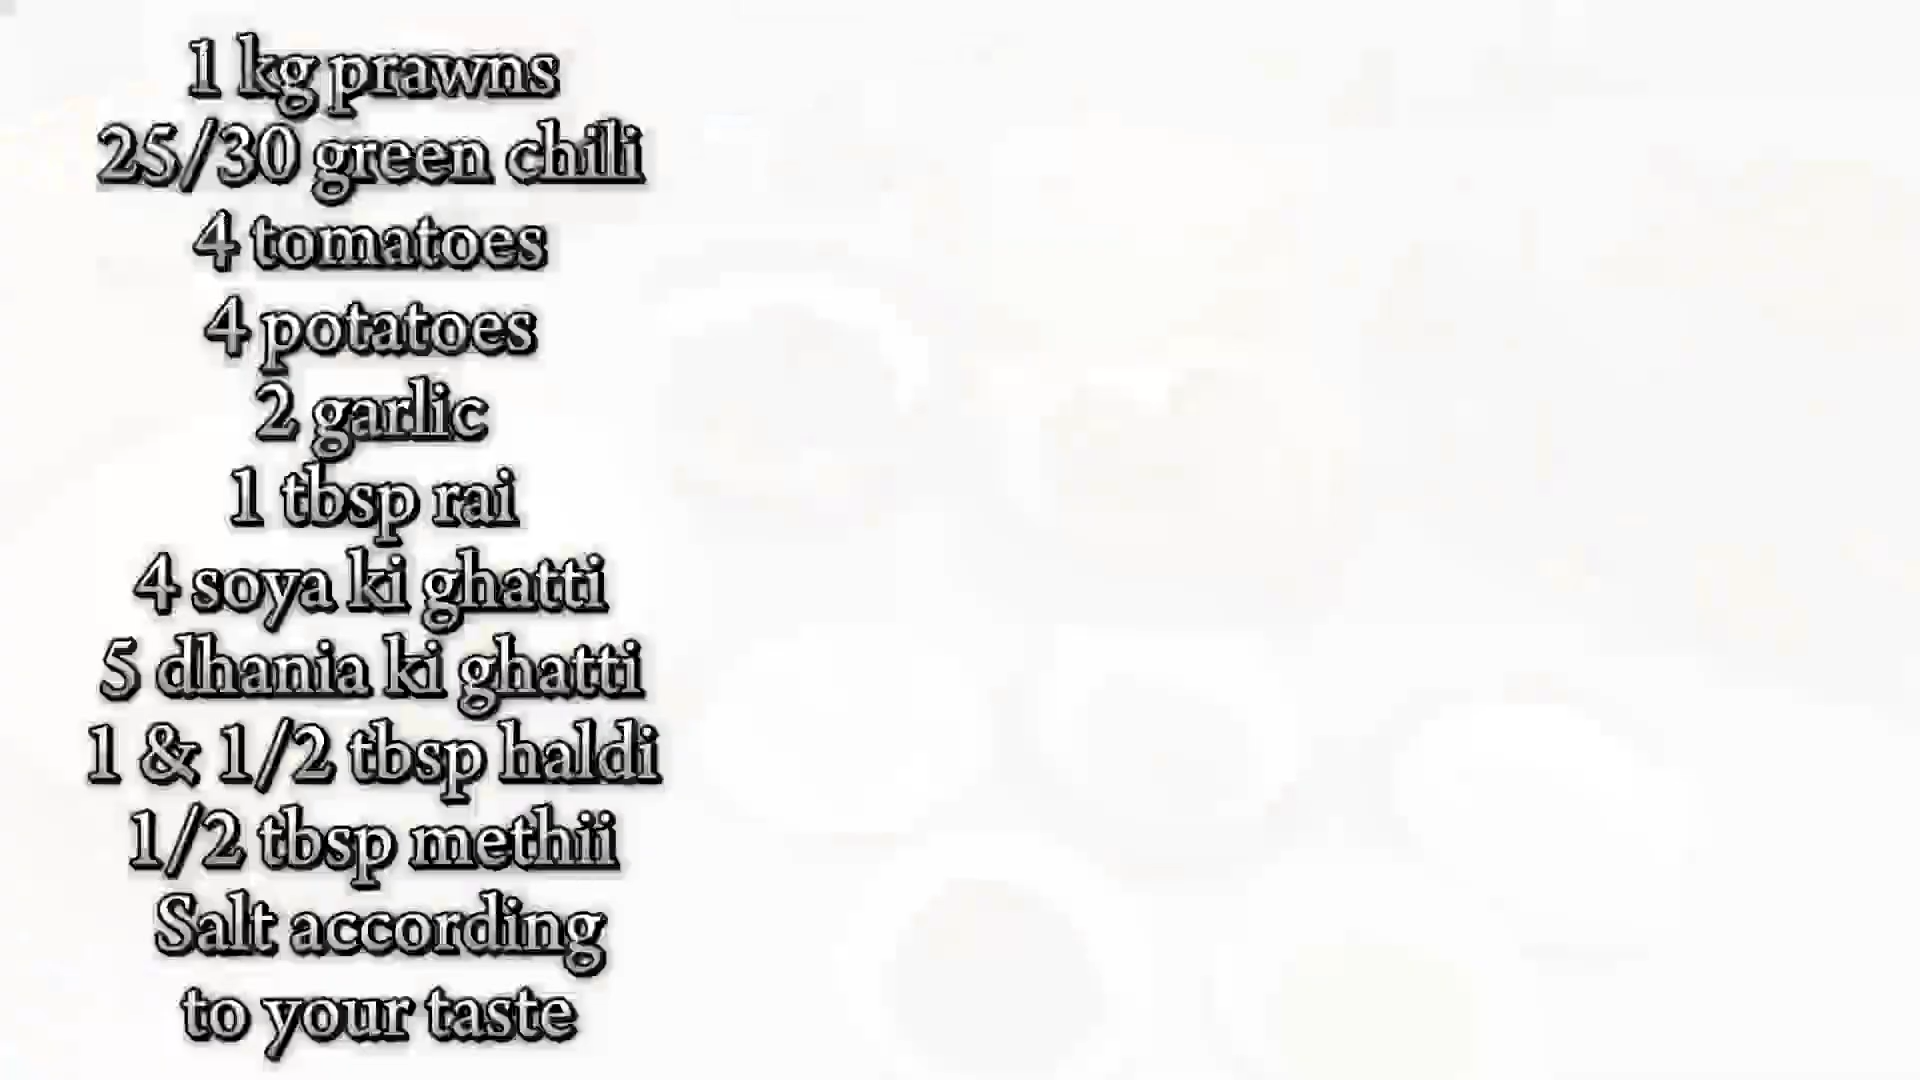 1 kg prawns
25/30 green chili
4 tomatoes
4 potatoes
2 garlic
1 tbsp rai
4 soya ki ghatti
5 dhania ki ghatti
1 & 1/2 tbsp haldi
1/2 tbsp methii
Salt according
to your taste